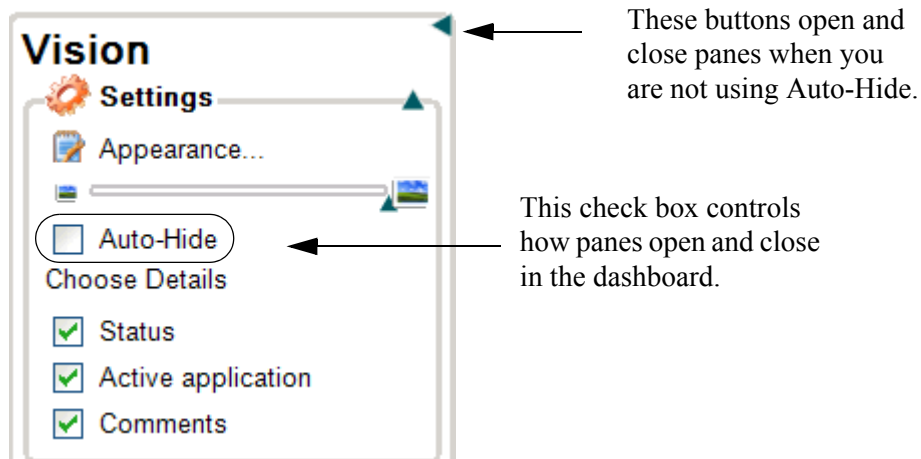 Vision
Settings
Appearance...
Auto-Hide
Choose Details
Status
Active application
Comments
These buttons open and
close panes when you
are not using Auto-Hide.
This check box controls
how panes open and close
in the dashboard.